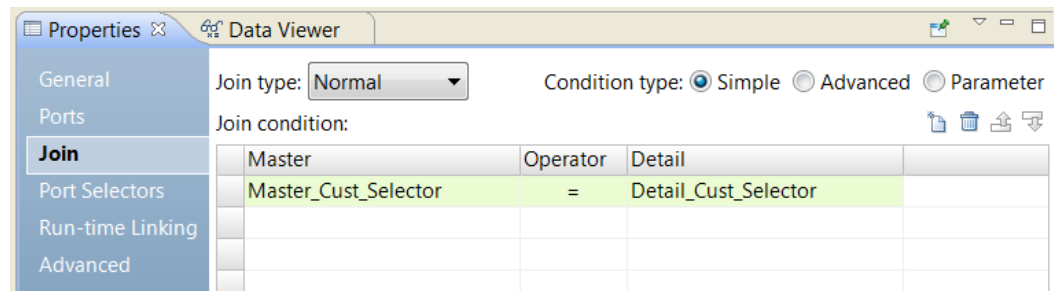 Properties Data Viewer
General
Ports
Join
Port Selectors
Run-time Linking
Advanced
Join type: Normal Condition type: Simple Advanced Parameter
Join condition:
Master Operator Detail
Master_Cust_Selector = Detail_Cust_Selector